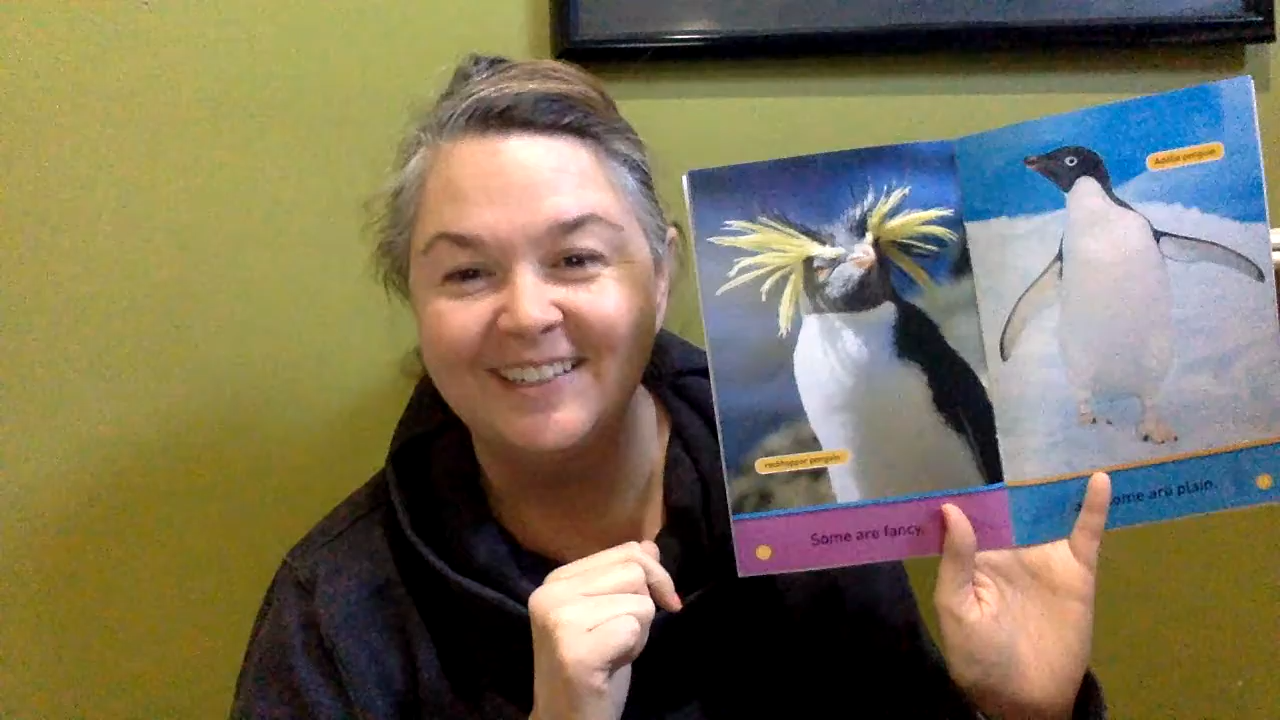 rockhopper penguin
Some are fancy,
Adélie penguin
some are plain.